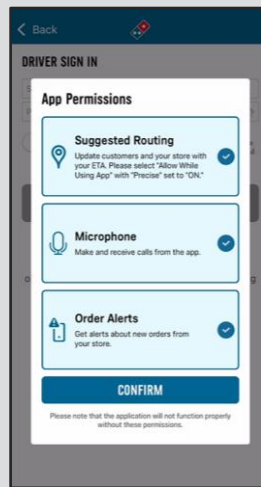 Back
DRIVER SIGN IN
App Permissions
Suggested Routing
Update customers and your store with
your ETA. Please select "Allow While
Using App" with "Precise" set to "ON."
Microphone
Make and receive calls from the app.
Order Alerts
Get alerts about new orders from
your store.
CONFIRM
Please note that the application will not function properly
without these permissions.